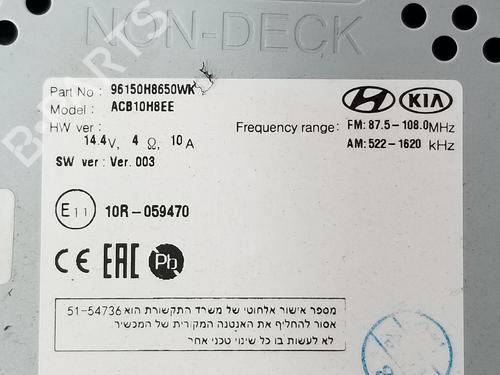 NON-DECK
Part No : 96150H8650WK
Model : ACB10H8EE
HW ver :
14.4V, 4 Ω, 10 A
SW ver : Ver. 003
KIA
Frequency range: FM: 87.5-108.0MHz
AM: 522-1620 kHz
E11 10R-059470
CE EAC Pb
מספר אישור אלחוטי של משרד התקשורת הוא 51-54736
אסור להחליף את האנטנה המקורית של המכשיר
לא לעשות בו כל שינוי טכני אחר
B-PARTS